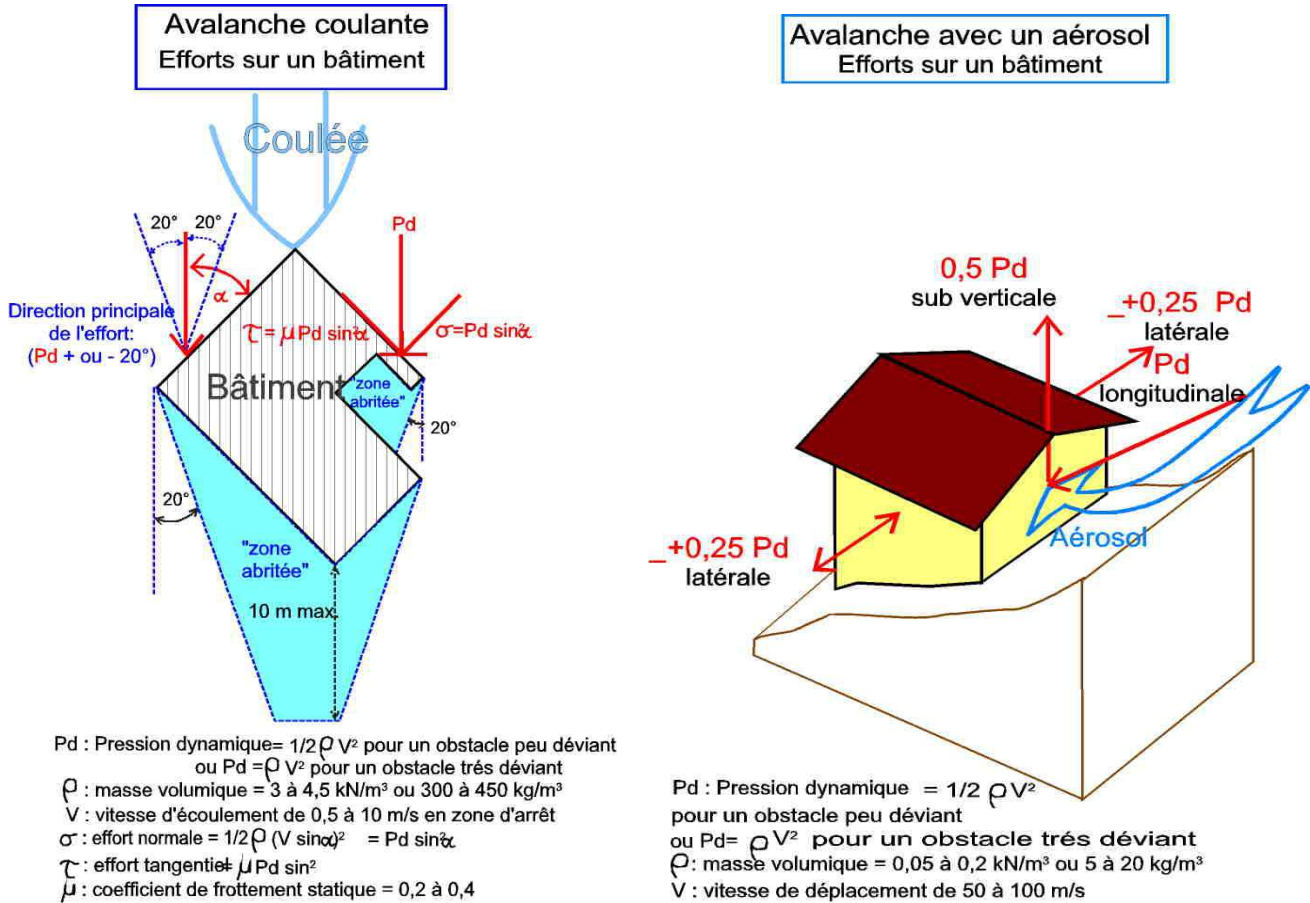 Avalanche coulante
Efforts sur un bâtiment
Coulée
20°
20°
Pd
α
Direction principale
de l'effort:
(Pd + ou - 20°)
τ = μ Pd sin²α
σ=Pd sin²α
Bâtiment
"zone
abritée"
20°
20°
"zone
abritée"
10 m max.
Pd : Pression dynamique= 1/2 ρ V² pour un obstacle peu déviant
ou Pd =ρ V² pour un obstacle trés déviant
ρ : masse volumique = 3 à 4,5 kN/m³ ou 300 à 450 kg/m³
V : vitesse d'écoulement de 0,5 à 10 m/s en zone d'arrêt
σ : effort normale = 1/2 ρ (V sinα)² = Pd sin²α
τ : effort tangentiel= μ Pd sin²
μ : coefficient de frottement statique = 0,2 à 0,4
Avalanche avec un aérosol
Efforts sur un bâtiment
0,5 Pd
sub verticale
_+0,25 Pd
latérale
Pd
longitudinale
Aérosol
_+0,25 Pd
latérale
Pd : Pression dynamique = 1/2 ρ V²
pour un obstacle peu déviant
ou Pd= ρ V² pour un obstacle trés déviant
ρ : masse volumique = 0,05 à 0,2 kN/m³ ou 5 à 20 kg/m³
V : vitesse de déplacement de 50 à 100 m/s